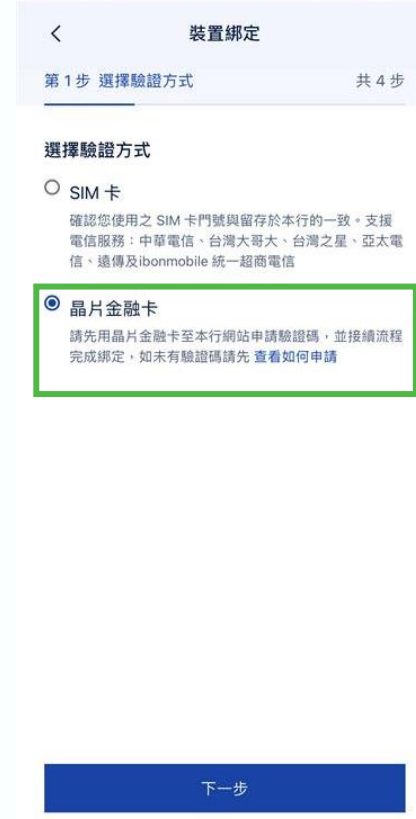 裝置綁定
第 1 步 選擇驗證方式 共 4 步
選擇驗證方式
SIM 卡
確認您使用之 SIM 卡門號與留存於本行的一致。支援
電信服務：中華電信、台灣大哥大、台灣之星、亞太電
信、遠傳及ibonmobile 統一超商電信
晶片金融卡
請先用晶片金融卡至本行網站申請驗證碼，並接續流程
完成綁定，如未有驗證碼請先 查看如何申請
下一步